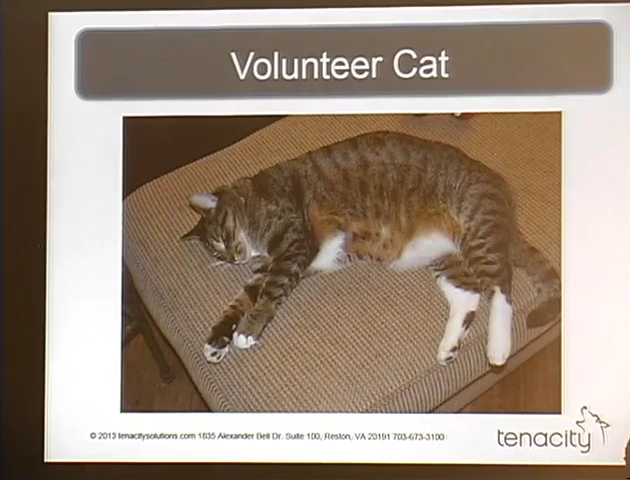 Volunteer Cat
© 2013 tenacitysolutions.com 1835 Alexander Bell Dr. Suite 100, Reston, VA 20191 703-673-3100
tenacity